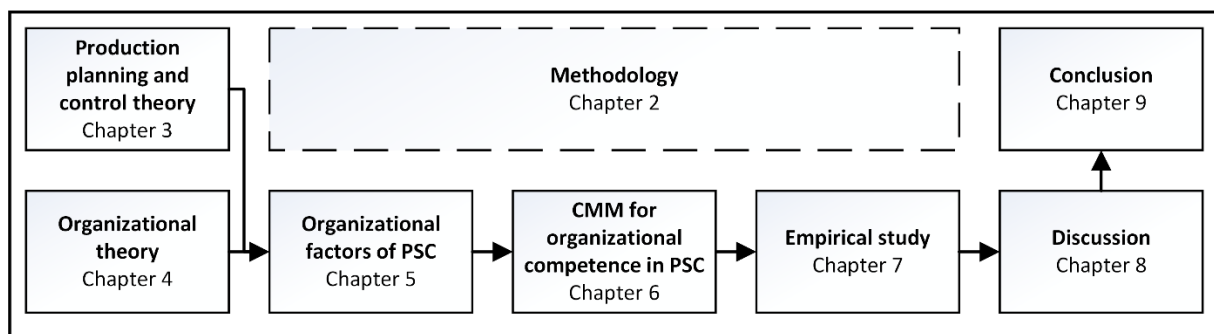 Production
planning and
control theory
Chapter 3
Methodology
Chapter 2
Conclusion
Chapter 9
Organizational
theory
Chapter 4
Organizational
factors of PSC
Chapter 5
CMM for
organizational
competence in PSC
Chapter 6
Empirical study
Chapter 7
Discussion
Chapter 8